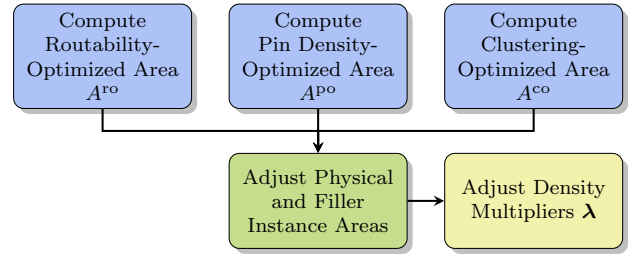 Compute
Routability-
Optimized Area
A^ro
Compute
Pin Density-
Optimized Area
A^po
Compute
Clustering-
Optimized Area
A^co
Adjust Physical
and Filler
Instance Areas
Adjust Density
Multipliers λ